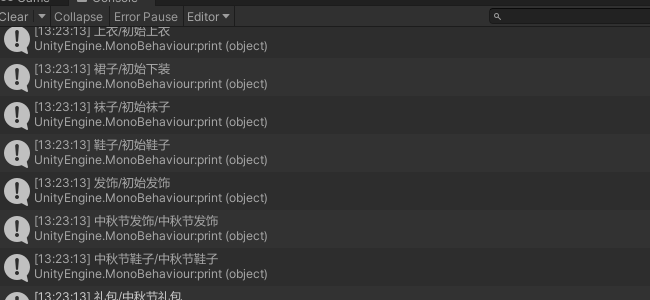 Console
Clear Collapse Error Pause Editor
[13:23:13] 上衣/初始上衣
UnityEngine.MonoBehaviour:print (object)
[13:23:13] 裙子/初始下装
UnityEngine.MonoBehaviour:print (object)
[13:23:13] 袜子/初始袜子
UnityEngine.MonoBehaviour:print (object)
[13:23:13] 鞋子/初始鞋子
UnityEngine.MonoBehaviour:print (object)
[13:23:13] 发饰/初始发饰
UnityEngine.MonoBehaviour:print (object)
[13:23:13] 中秋节发饰/中秋节发饰
UnityEngine.MonoBehaviour:print (object)
[13:23:13] 中秋节鞋子/中秋节鞋子
UnityEngine.MonoBehaviour:print (object)
[13:23:13] 礼包/中秋节礼包